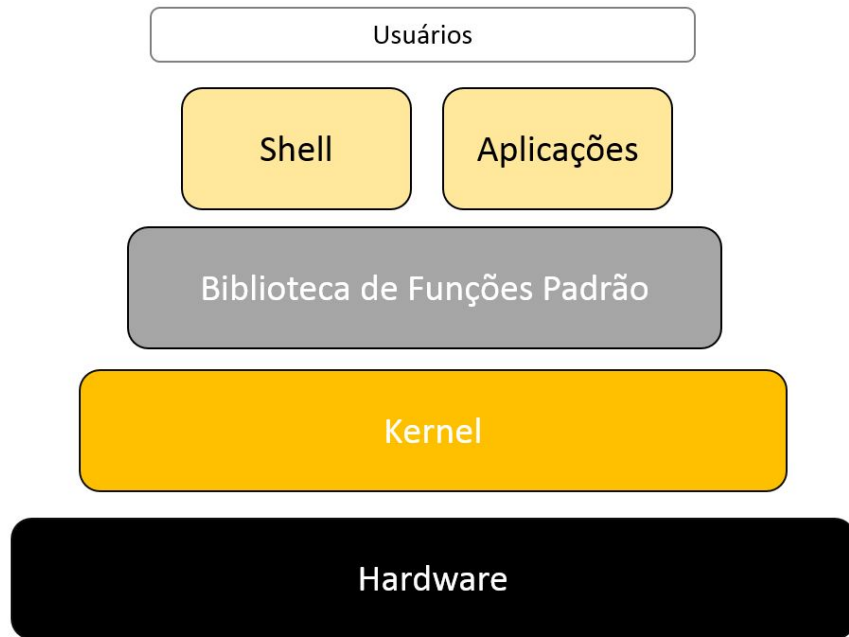 Usuários
Shell
Aplicações
Biblioteca de Funções Padrão
Kernel
Hardware